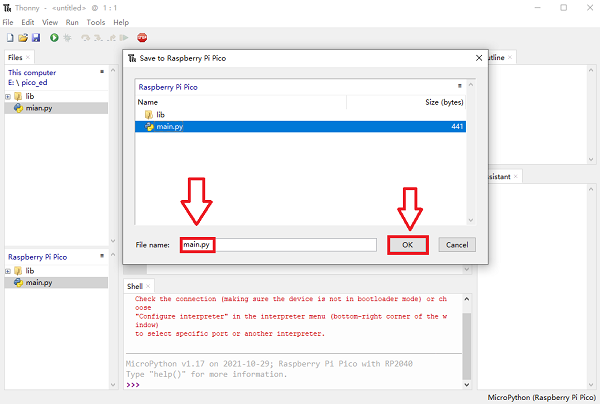 Thonny - <untitled> @ 1 : 1
File Edit View Run Tools Help
Files
This computer
E: \ pico_ed
lib
mian.py
Raspberry Pi Pico
lib
main.py
Save to Raspberry Pi Pico
Raspberry Pi Pico
Name Size (bytes)
lib
main.py 441
File name: main.py OK Cancel
utline
ssistant
Shell
Check the connection (making sure the device is not in bootloader mode) or ch
oose
"Configure interpreter" in the interpreter menu (bottom-right corner of the w
indow)
to select specific port or another interpreter.
MicroPython v1.17 on 2021-10-29; Raspberry Pi Pico with RP2040
Type "help()" for more information.
>>>
MicroPython (Raspberry Pi Pico)